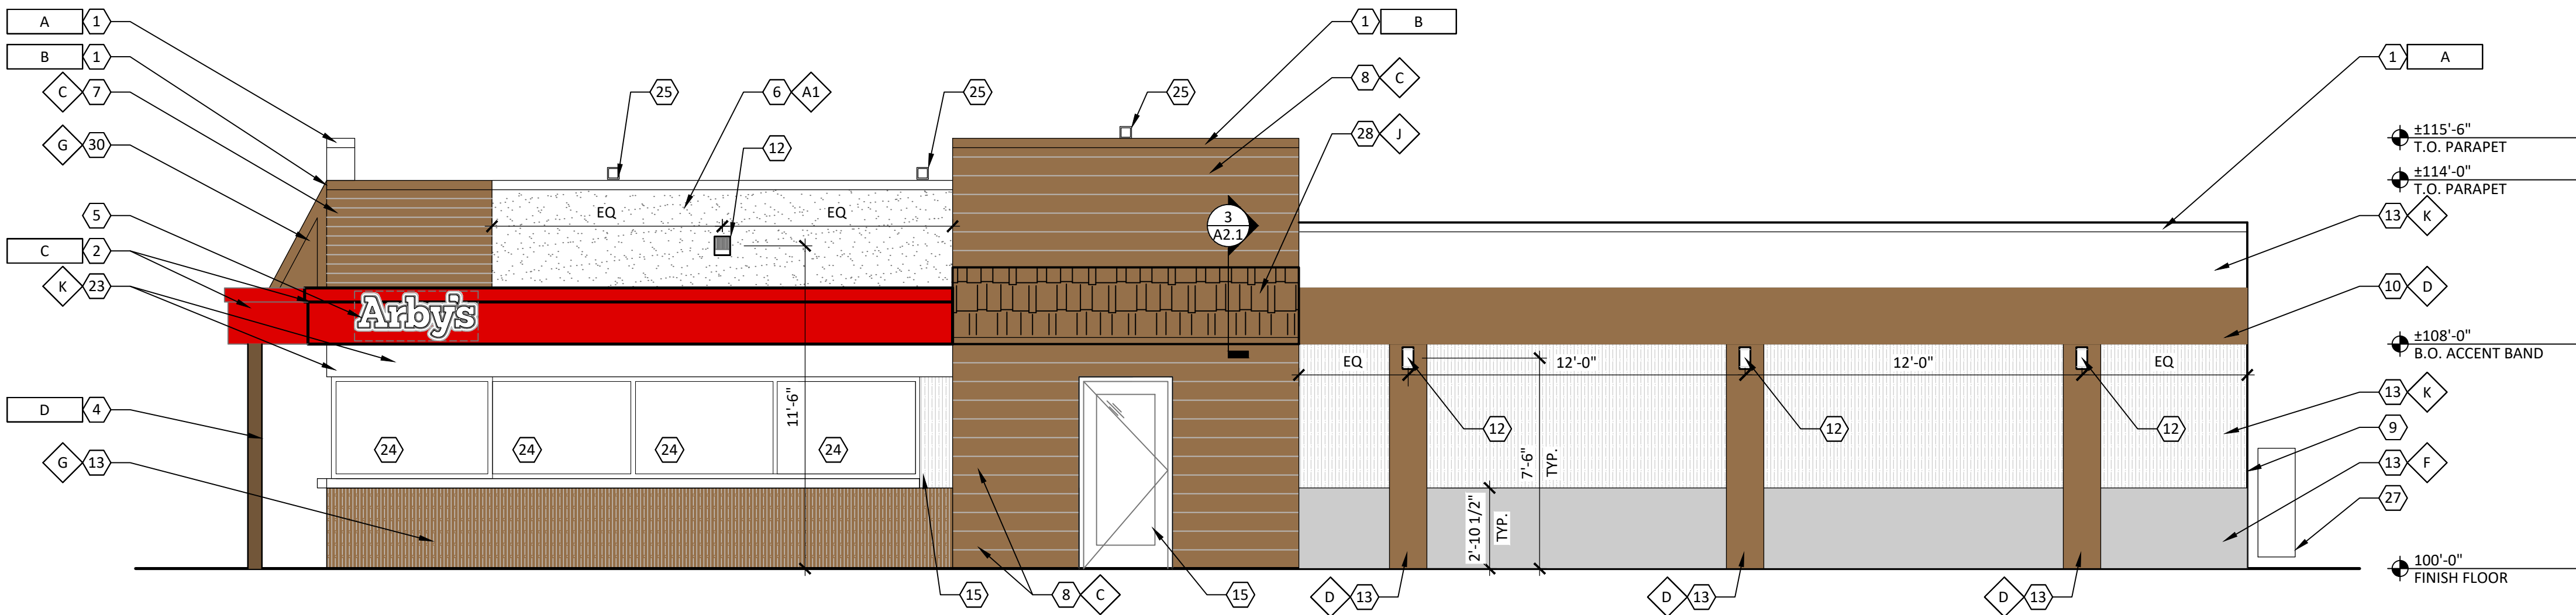 A 1
B 1
C 7
G 30
5
C 2
K 23
D 4
G 13
25
6 A1
12
25
25
1 B
8 C
28 J
1 A
±115'-6"
T.O. PARAPET
±114'-0"
T.O. PARAPET
13 K
10 D
±108'-0"
B.O. ACCENT BAND
13 K
9
13 F
27
100'-0"
FINISH FLOOR
EQ
EQ
3
A2.1
Arby's
EQ
12'-0"
12'-0"
EQ
11'-6"
7'-6"
TYP.
2'-10 1/2"
TYP.
24
24
24
24
12
12
12
15
8 C
15
D 13
D 13
D 13